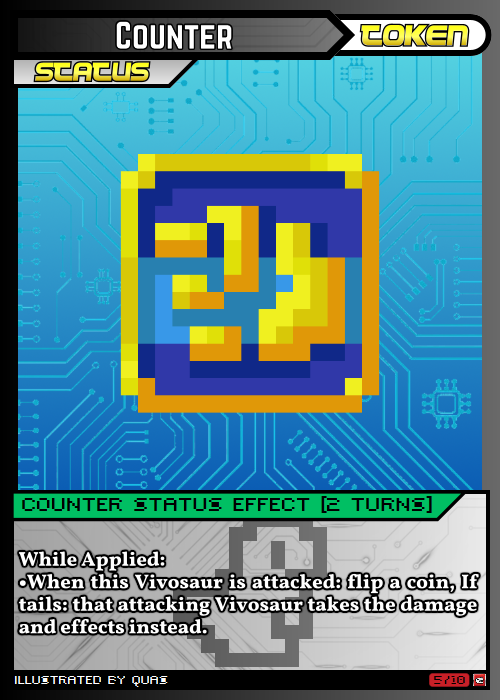 Counter
TOKEN
STATUS
COUNTER STATUS EFFECT [2 TURNS]
While Applied:
•When this Vivosaur is attacked: flip a coin, If
tails: that attacking Vivosaur takes the damage
and effects instead.
ILLUSTRATED BY QUAS
5/10